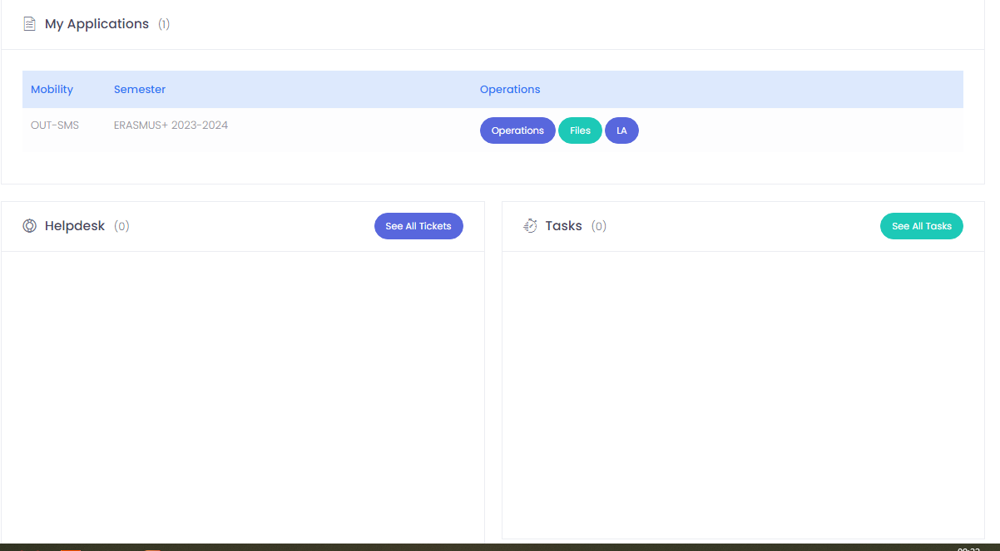 My Applications (1)
Mobility Semester Operations
OUT-SMS ERASMUS+ 2023-2024 Operations Files LA
Helpdesk (0) See All Tickets
Tasks (0) See All Tasks